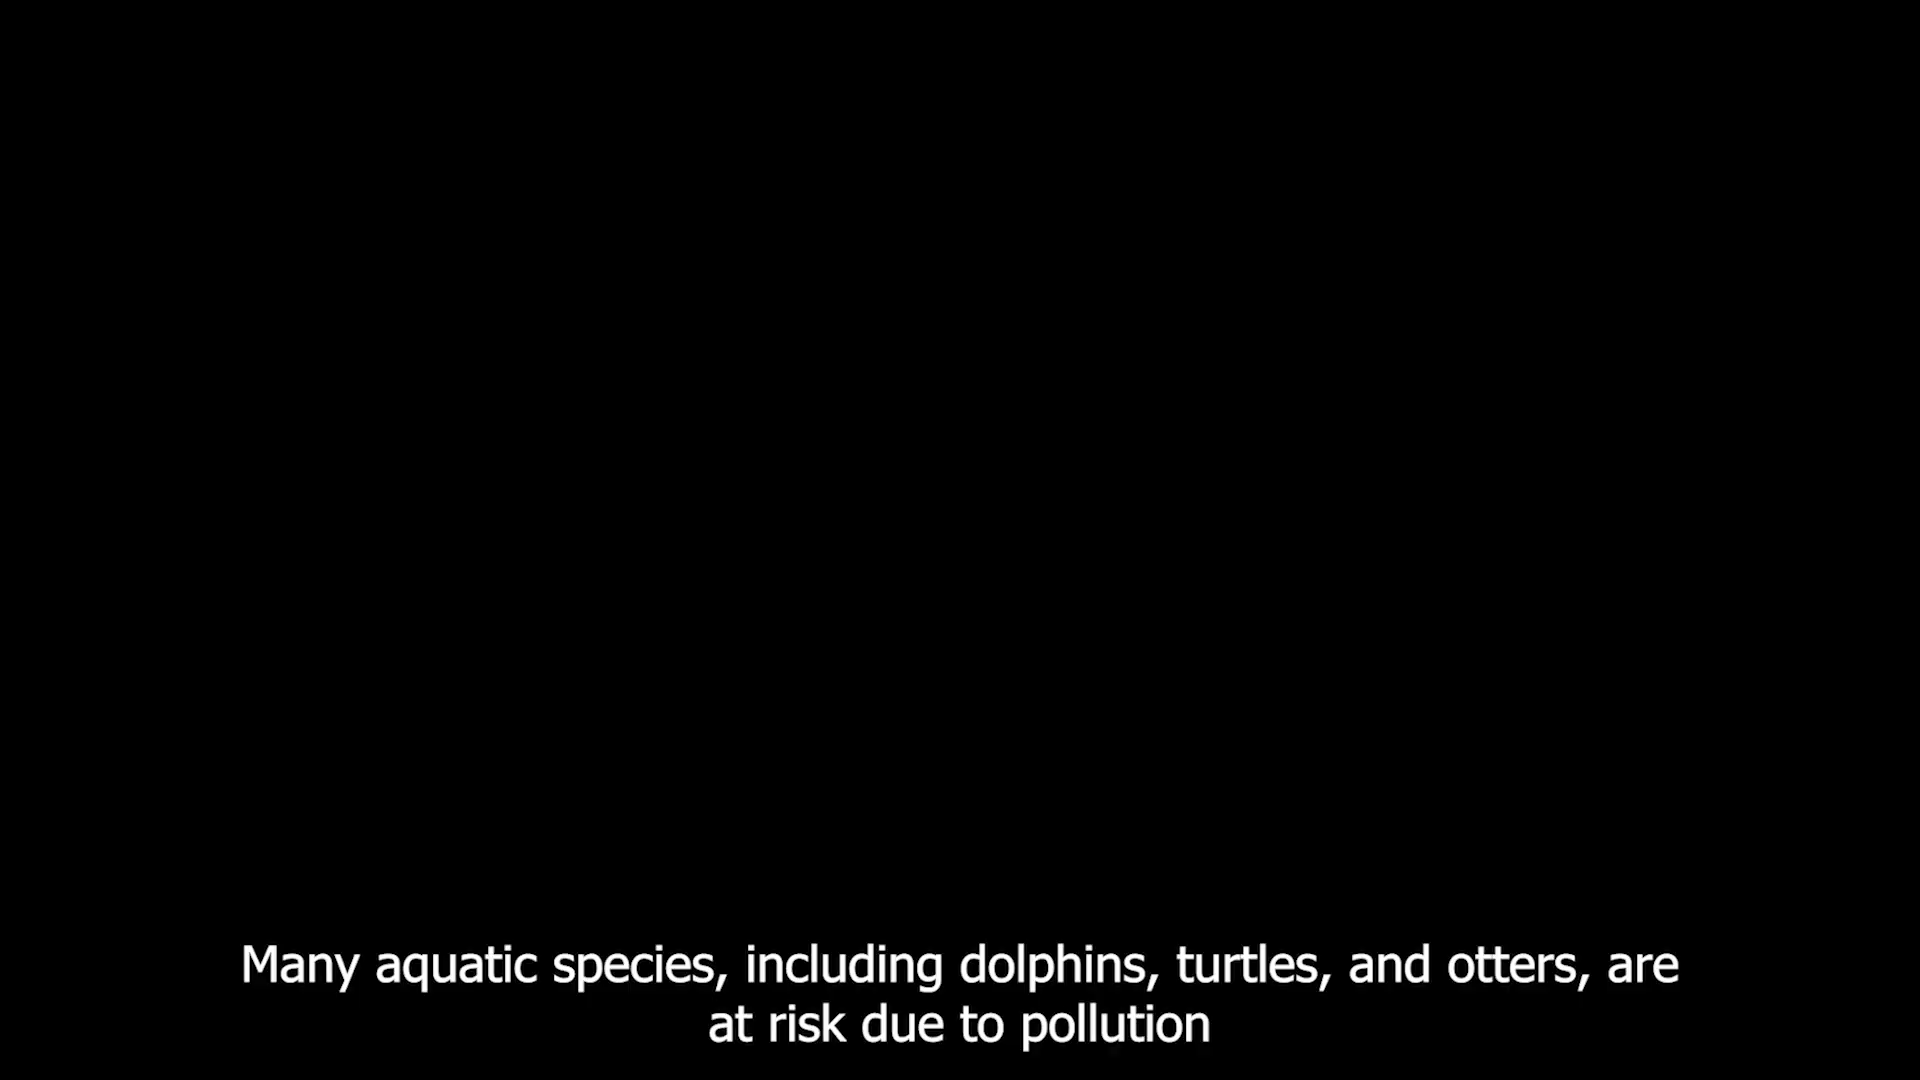 Many aquatic species, including dolphins, turtles, and otters, are
at risk due to pollution